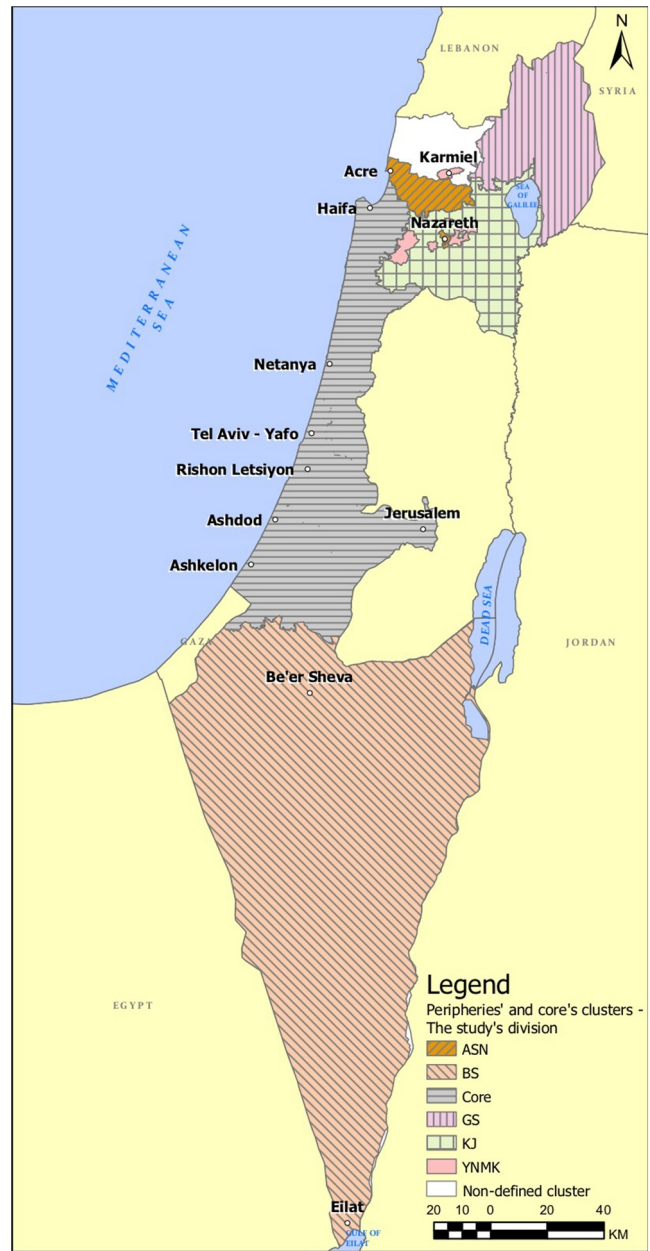 N
LEBANON
SYRIA
Karmiel
Acre
SEA
OF
GALILEE
Haifa
Nazareth
MEDITERRANEAN
SEA
Netanya
Tel Aviv - Yafo
Rishon Letsiyon
Ashdod
Jerusalem
Ashkelon
DEAD SEA
GAZA
JORDAN
Be'er Sheva
EGYPT
Legend
Peripheries' and core's clusters -
The study's division
ASN
BS
Core
GS
KJ
YNMK
Non-defined cluster
20 10 0 20 40
KM
Eilat
GULF OF
EILAT